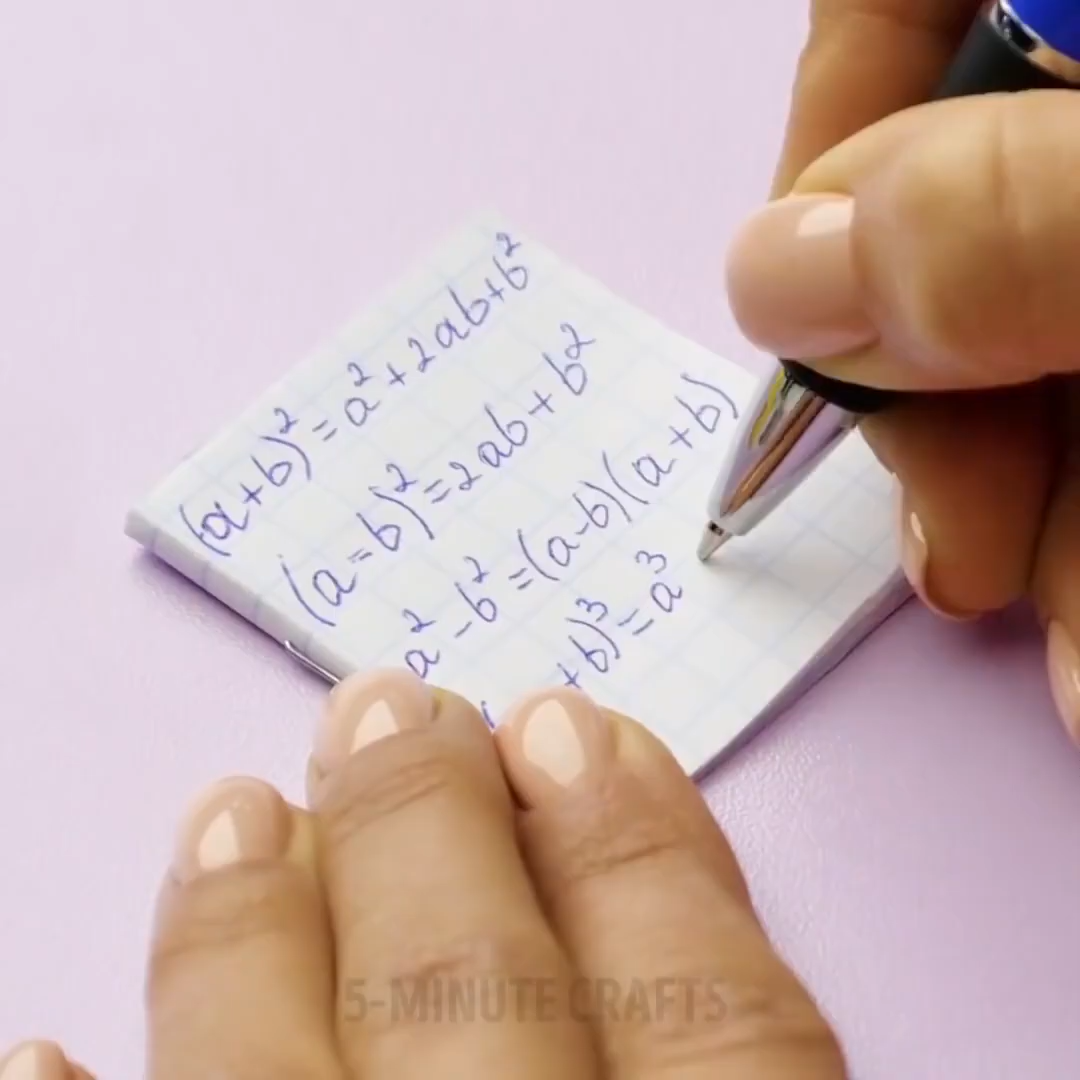 (a+b)²=a²+2ab+b²
(a=b)²=2ab+b²
a²-b²=(a-b)(a+b)
+b)³=a³
5-MINUTE CRAFTS